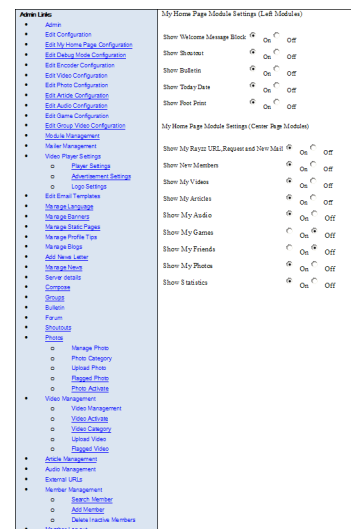 Admin Links
Admin
Edit Configuration
Edit My Home Page Configuration
Edit Debug Mode Configuration
Edit Encoder Configuration
Edit Video Configuration
Edit Photo Configuration
Edit Article Configuration
Edit Audio Configuration
Edit Game Configuration
Edit Group Video Configuration
Module Management
Mailer Management
Video Player Settings
Player Settings
Advertisement Settings
Logo Settings
Edit Email Templates
Manage Language
Manage Banners
Manage Static Pages
Manage Profile Tips
Manage Blogs
Add News Letter
Manage News
Server details
Compose
Groups
Bulletin
Forum
Shoutouts
Photos
Manage Photo
Photo Category
Upload Photo
Flagged Photo
Photo Activate
Video Management
Video Management
Video Activate
Video Category
Upload Video
Flagged Video
Article Management
Audio Management
External URLs
Member Management
Search Member
Add Member
Delete Inactive Members
My Home Page Module Settings (Left Modules)
Show Welcome Message Block On Off
Show Shoutout On Off
Show Bulletin On Off
Show Today Date On Off
Show Foot Print On Off
My Home Page Module Settings (Center Page Modules)
Show My Rayzz URL,Request and New Mail On Off
Show New Members On Off
Show My Videos On Off
Show My Articles On Off
Show My Audio On Off
Show My Games On Off
Show My Friends On Off
Show My Photos On Off
Show Statistics On Off